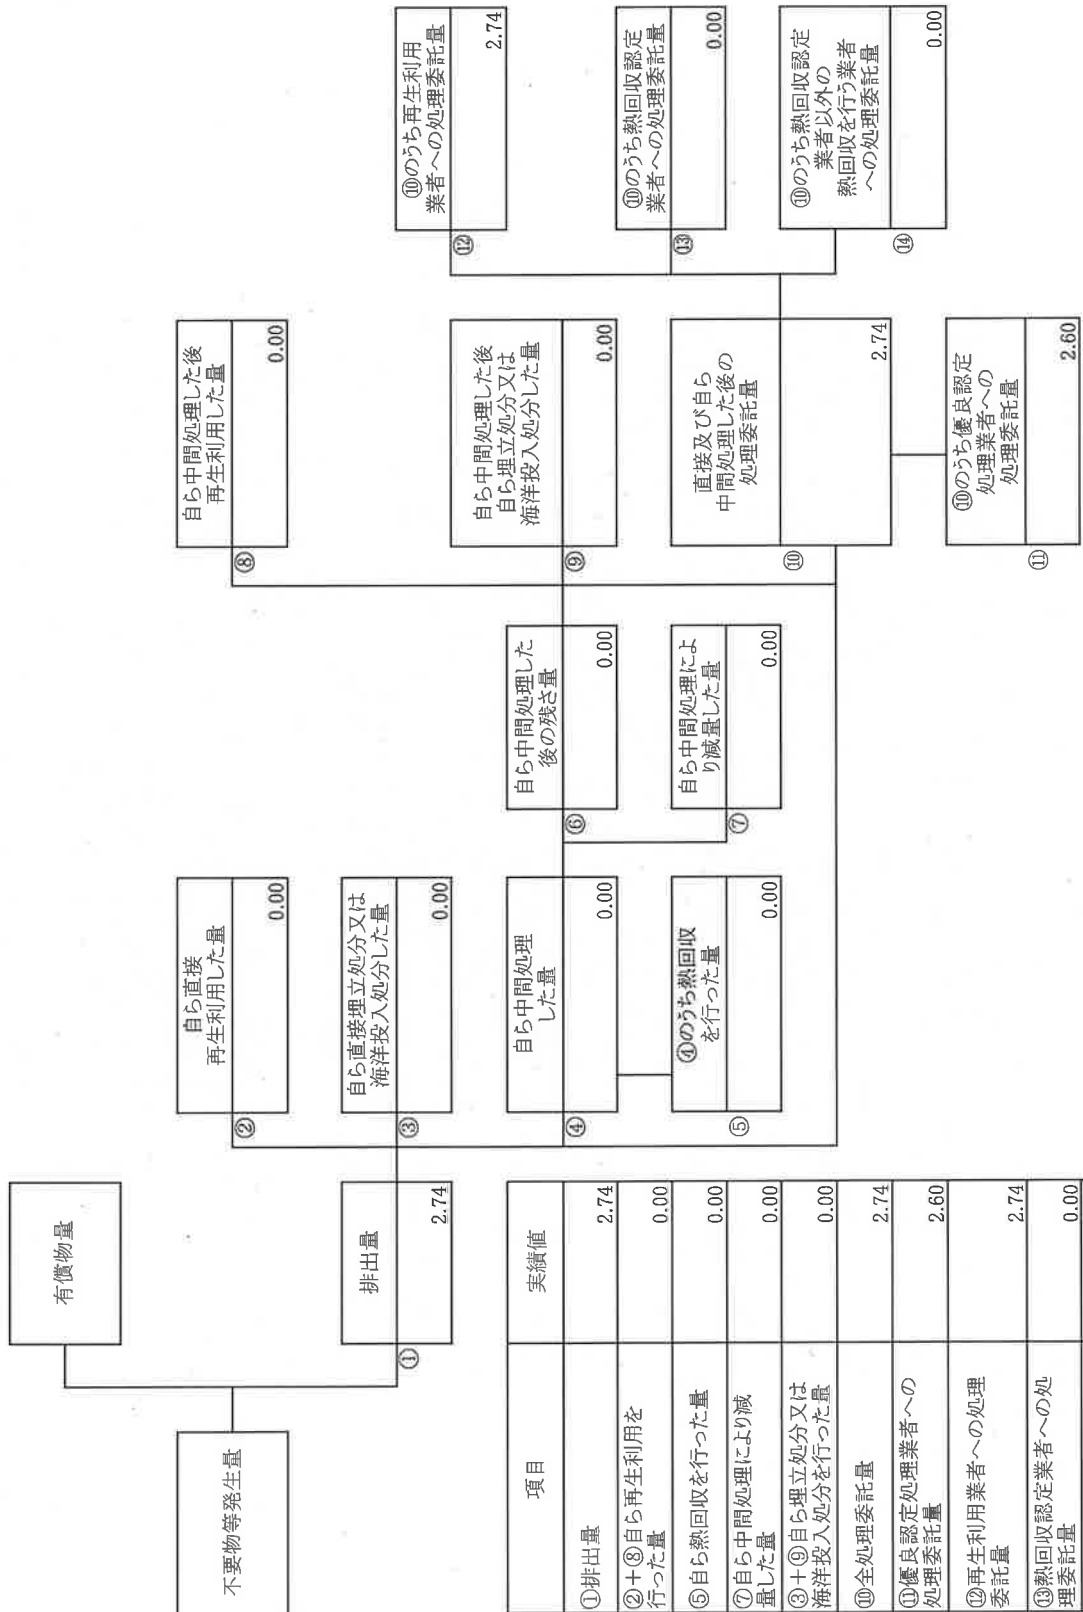 有償物量
不要物等発生量
排出量
①
2.74
自ら直接
再生利用した量
②
0.00
自ら直接埋立処分又は
海洋投入処分した量
③
0.00
自ら中間処理
した量
④
0.00
④のうち熱回収
を行った量
⑤
0.00
自ら中間処理した
後の残さ量
⑥
0.00
自ら中間処理によ
り減量した量
⑦
0.00
自ら中間処理した後
再生利用した量
⑧
0.00
自ら中間処理した後
自ら埋立処分又は
海洋投入処分した量
⑨
0.00
直接及び自ら
中間処理した後の
処理委託量
⑩
2.74
⑩のうち優良認定
処理業者への
処理委託量
⑪
2.60
⑩のうち再生利用
業者への処理委託量
⑫
2.74
⑩のうち熱回収認定
業者への処理委託量
⑬
0.00
⑩のうち熱回収認定
業者以外の
熱回収を行う業者
への処理委託量
⑭
0.00
項目 実績値
①排出量 2.74
②+⑧自ら再生利用を
行った量 0.00
⑤自ら熱回収を行った量 0.00
⑦自ら中間処理により減
量した量 0.00
③+⑨自ら埋立処分又は
海洋投入処分を行った量 0.00
⑩全処理委託量 2.74
⑪優良認定処理業者への
処理委託量 2.60
⑫再生利用業者への処理
委託量 2.74
⑬熱回収認定業者への処
理委託量 0.00